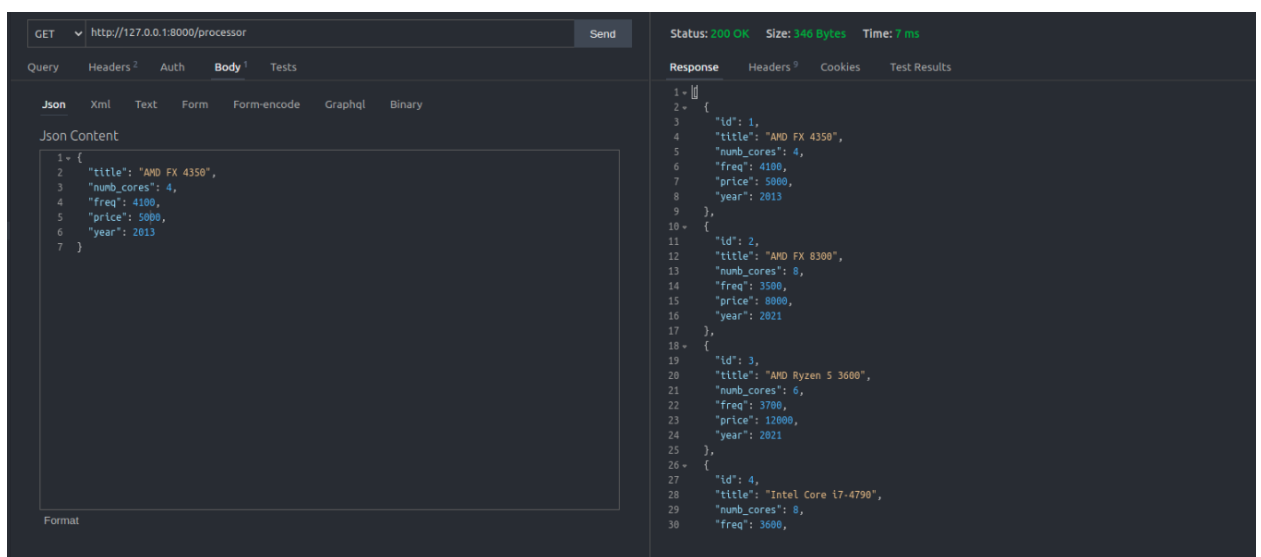 GET http://127.0.0.1:8000/processor Send
Query Headers 2 Auth Body 1 Tests
Json Xml Text Form Form-encode Graphql Binary
Json Content
1 {
2 "title": "AMD FX 4350",
3 "numb_cores": 4,
4 "freq": 4100,
5 "price": 5000,
6 "year": 2013
7 }
Format
Status: 200 OK Size: 346 Bytes Time: 7 ms
Response Headers 9 Cookies Test Results
1 [
2 {
3 "id": 1,
4 "title": "AMD FX 4350",
5 "numb_cores": 4,
6 "freq": 4100,
7 "price": 5000,
8 "year": 2013
9 },
10 {
11 "id": 2,
12 "title": "AMD FX 8300",
13 "numb_cores": 8,
14 "freq": 3500,
15 "price": 8000,
16 "year": 2021
17 },
18 {
19 "id": 3,
20 "title": "AMD Ryzen 5 3600",
21 "numb_cores": 6,
22 "freq": 3700,
23 "price": 12000,
24 "year": 2021
25 },
26 {
27 "id": 4,
28 "title": "Intel Core i7-4790",
29 "numb_cores": 8,
30 "freq": 3600,